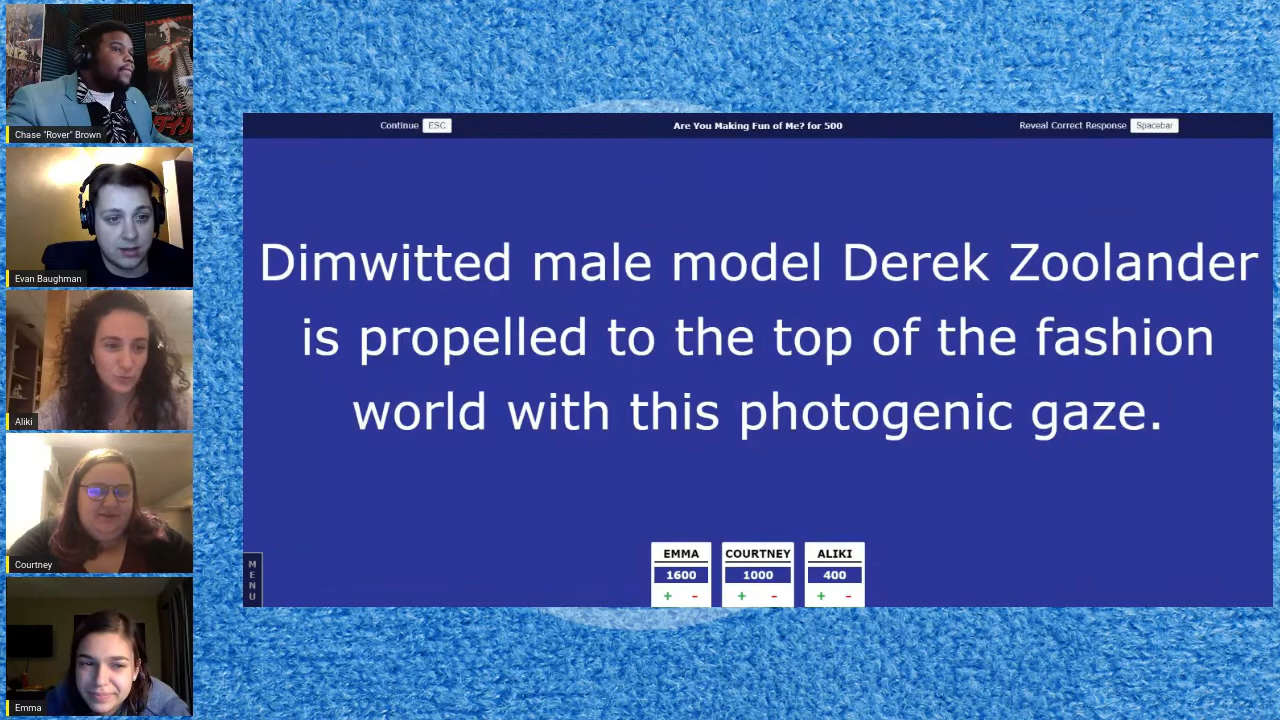 Chase "Rover" Brown
Evan Baughman
Aliki
Courtney
Emma
Continue ESC
Are You Making Fun of Me? for 500
Reveal Correct Response Spacebar
Dimwitted male model Derek Zoolander
is propelled to the top of the fashion
world with this photogenic gaze.
MENU
EMMA
1600
+ -
COURTNEY
1000
+ -
ALIKI
400
+ -